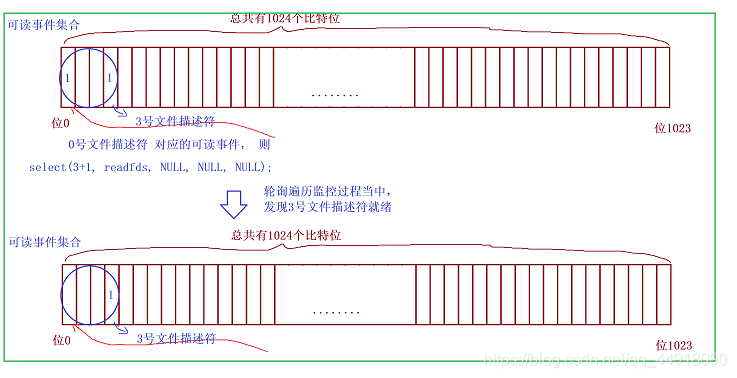 可读事件集合
总共有1024个比特位
1
1
........
3号文件描述符
位0
位1023
0号文件描述符 对应的可读事件， 则
select(3+1, readfds, NULL, NULL, NULL);
轮询遍历监控过程当中，
发现3号文件描述符就绪
可读事件集合
总共有1024个比特位
1
........
3号文件描述符
位0
位1023